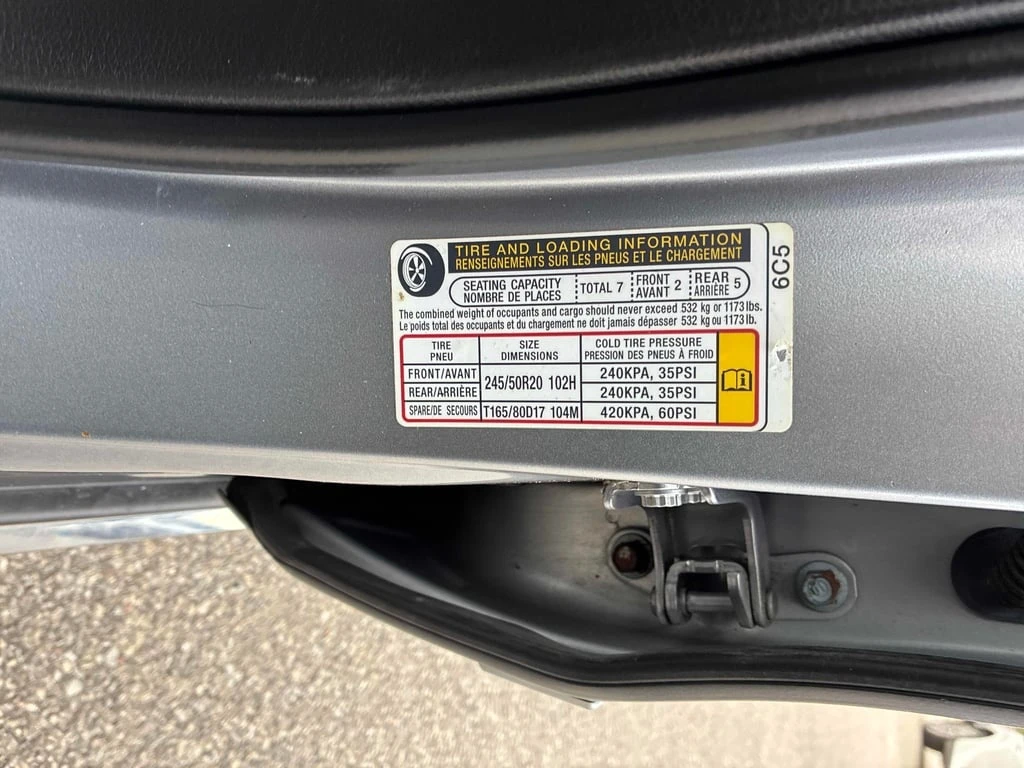 TIRE AND LOADING INFORMATION
RENSEIGNEMENTS SUR LES PNEUS ET LE CHARGEMENT
SEATING CAPACITY
NOMBRE DE PLACES
TOTAL 7
FRONT
AVANT 2
REAR
ARRIÈRE 5
The combined weight of occupants and cargo should never exceed 532 kg or 1173 lbs.
Le poids total des occupants et du chargement ne doit jamais dépasser 532 kg ou 1173 lb.
TIRE
PNEU
SIZE
DIMENSIONS
COLD TIRE PRESSURE
PRESSION DES PNEUS À FROID
FRONT/AVANT
REAR/ARRIÈRE
245/50R20 102H
240KPA, 35PSI
240KPA, 35PSI
SPARE/DE SECOURS
T165/80D17 104M
420KPA, 60PSI
6C5